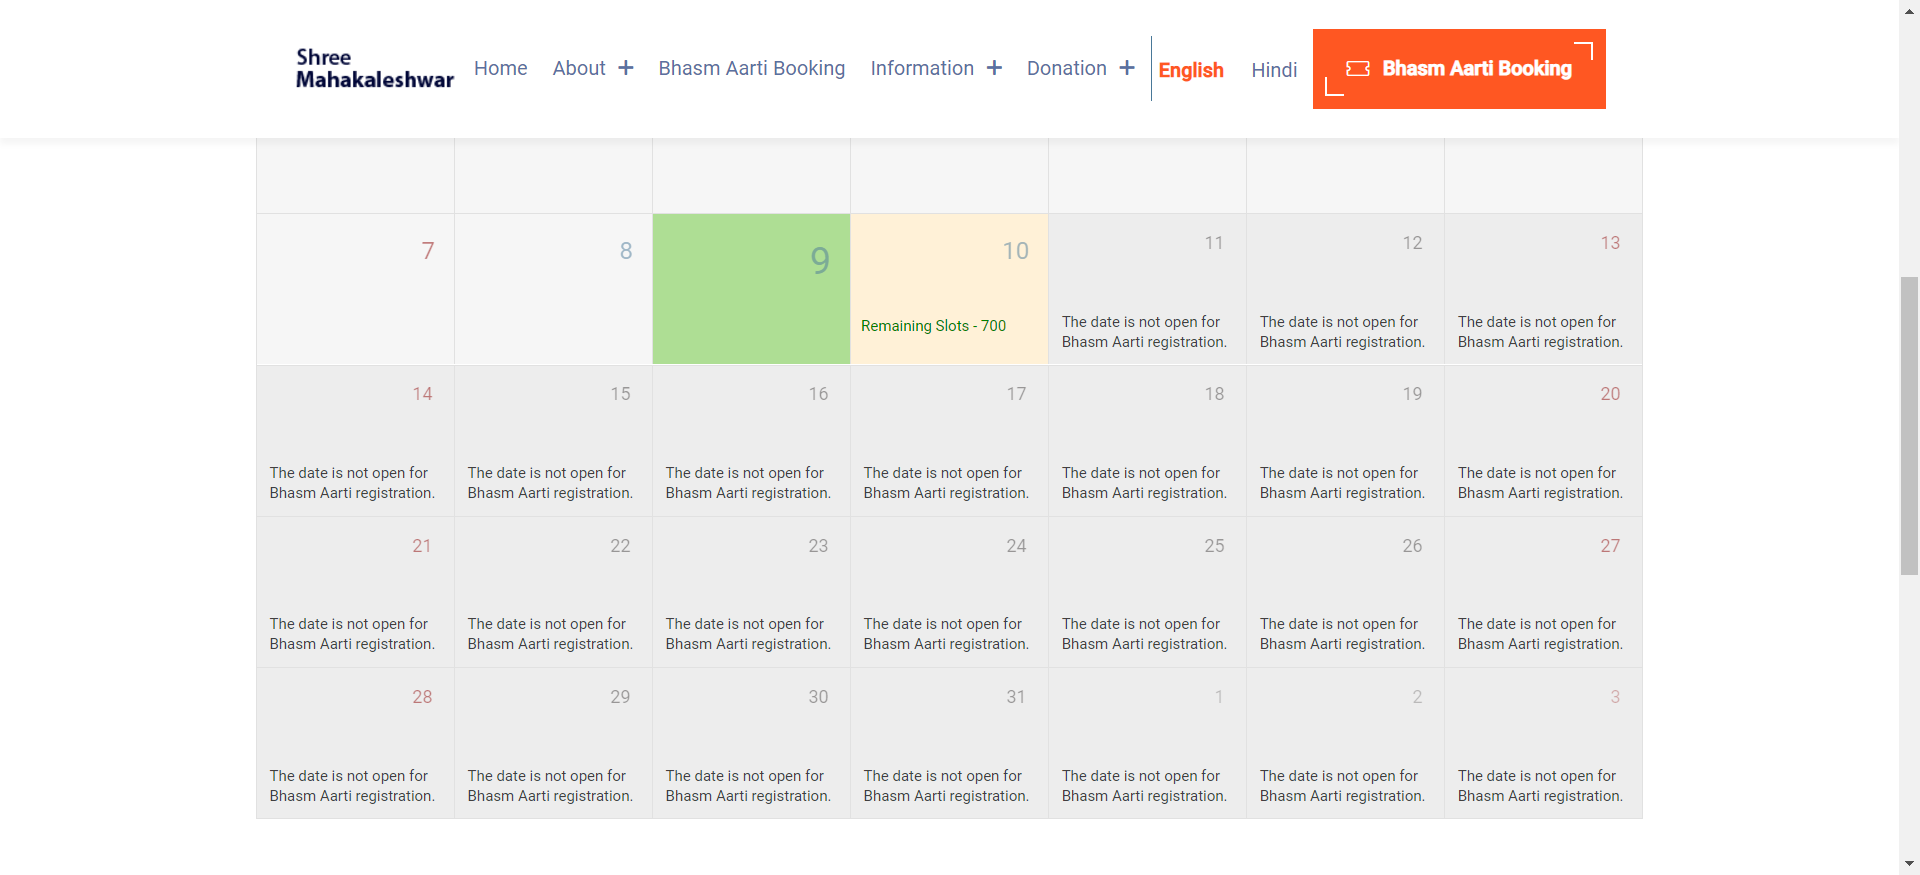 Shree
Mahakaleshwar
Home About + Bhasm Aarti Booking Information + Donation + English Hindi Bhasm Aarti Booking
7 8 9 10 11 12 13
Remaining Slots - 700
The date is not open for The date is not open for The date is not open for
Bhasm Aarti registration. Bhasm Aarti registration. Bhasm Aarti registration.
14 15 16 17 18 19 20
The date is not open for The date is not open for The date is not open for The date is not open for The date is not open for The date is not open for The date is not open for
Bhasm Aarti registration. Bhasm Aarti registration. Bhasm Aarti registration. Bhasm Aarti registration. Bhasm Aarti registration. Bhasm Aarti registration. Bhasm Aarti registration.
21 22 23 24 25 26 27
The date is not open for The date is not open for The date is not open for The date is not open for The date is not open for The date is not open for The date is not open for
Bhasm Aarti registration. Bhasm Aarti registration. Bhasm Aarti registration. Bhasm Aarti registration. Bhasm Aarti registration. Bhasm Aarti registration. Bhasm Aarti registration.
28 29 30 31 1 2 3
The date is not open for The date is not open for The date is not open for The date is not open for The date is not open for The date is not open for The date is not open for
Bhasm Aarti registration. Bhasm Aarti registration. Bhasm Aarti registration. Bhasm Aarti registration. Bhasm Aarti registration. Bhasm Aarti registration. Bhasm Aarti registration.